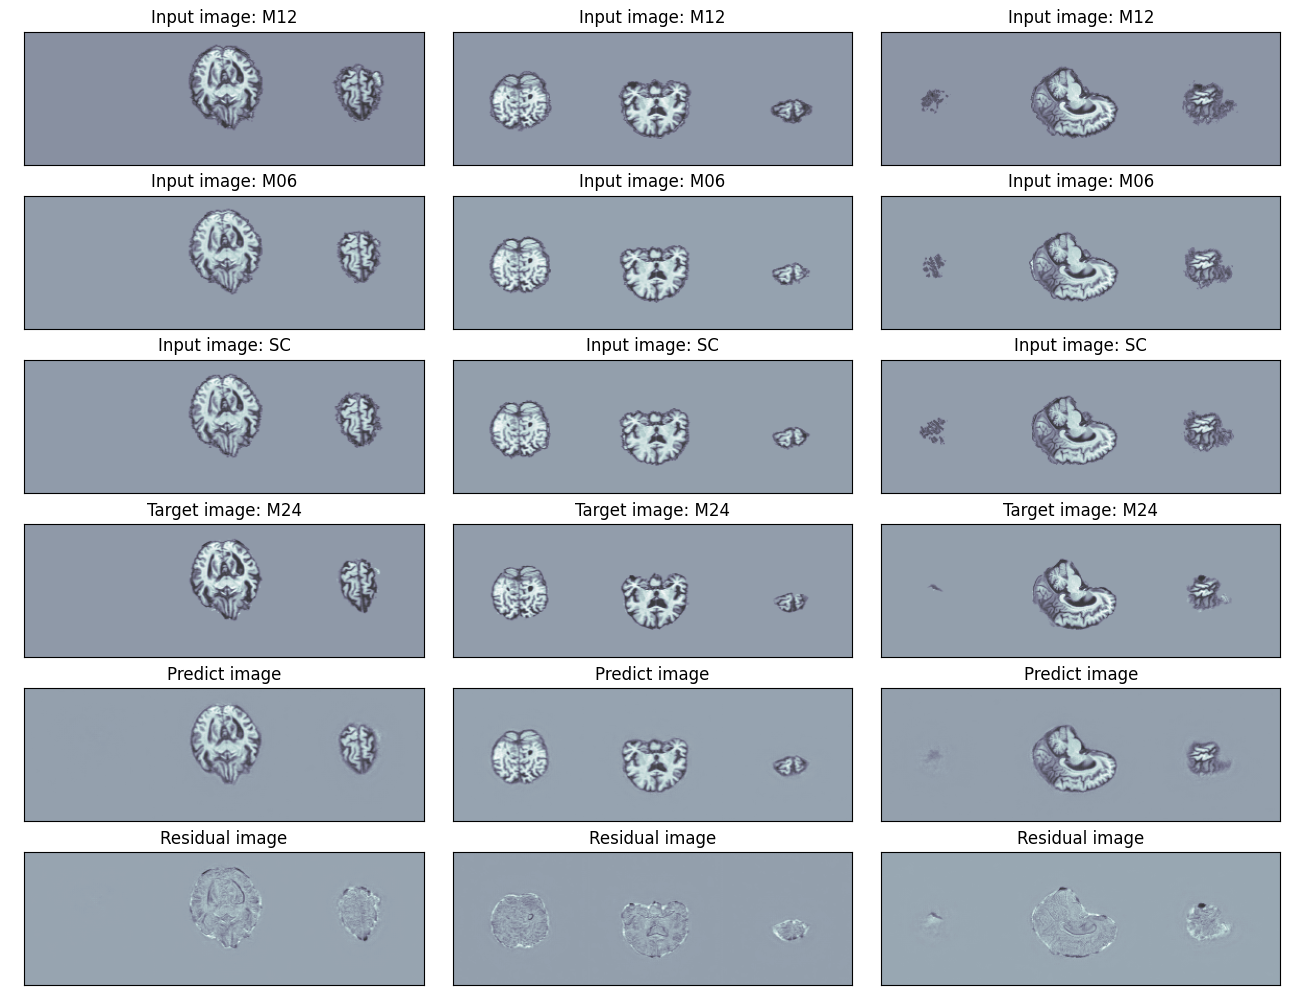 Input image: M12 Input image: M12 Input image: M12
Input image: M06 Input image: M06 Input image: M06
Input image: SC Input image: SC Input image: SC
Target image: M24 Target image: M24 Target image: M24
Predict image Predict image Predict image
Residual image Residual image Residual image